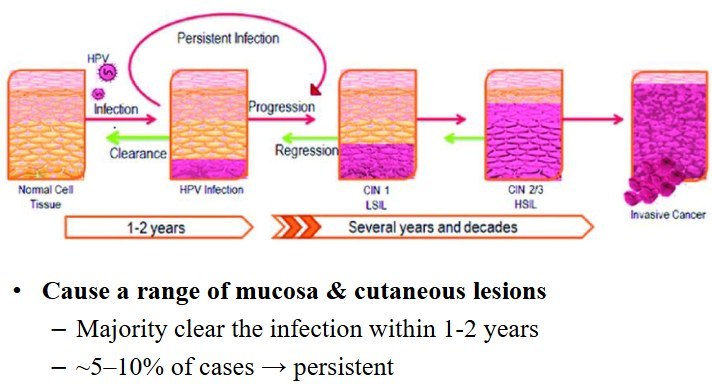 Persistent Infection
HPV
Infection
Progression
Clearance
Regression
Normal Cell
Tissue
HPV Infection
CIN 1
LSIL
CIN 2/3
HSIL
Invasive Cancer
1-2 years
Several years and decades
• Cause a range of mucosa & cutaneous lesions
– Majority clear the infection within 1-2 years
– ~5–10% of cases → persistent